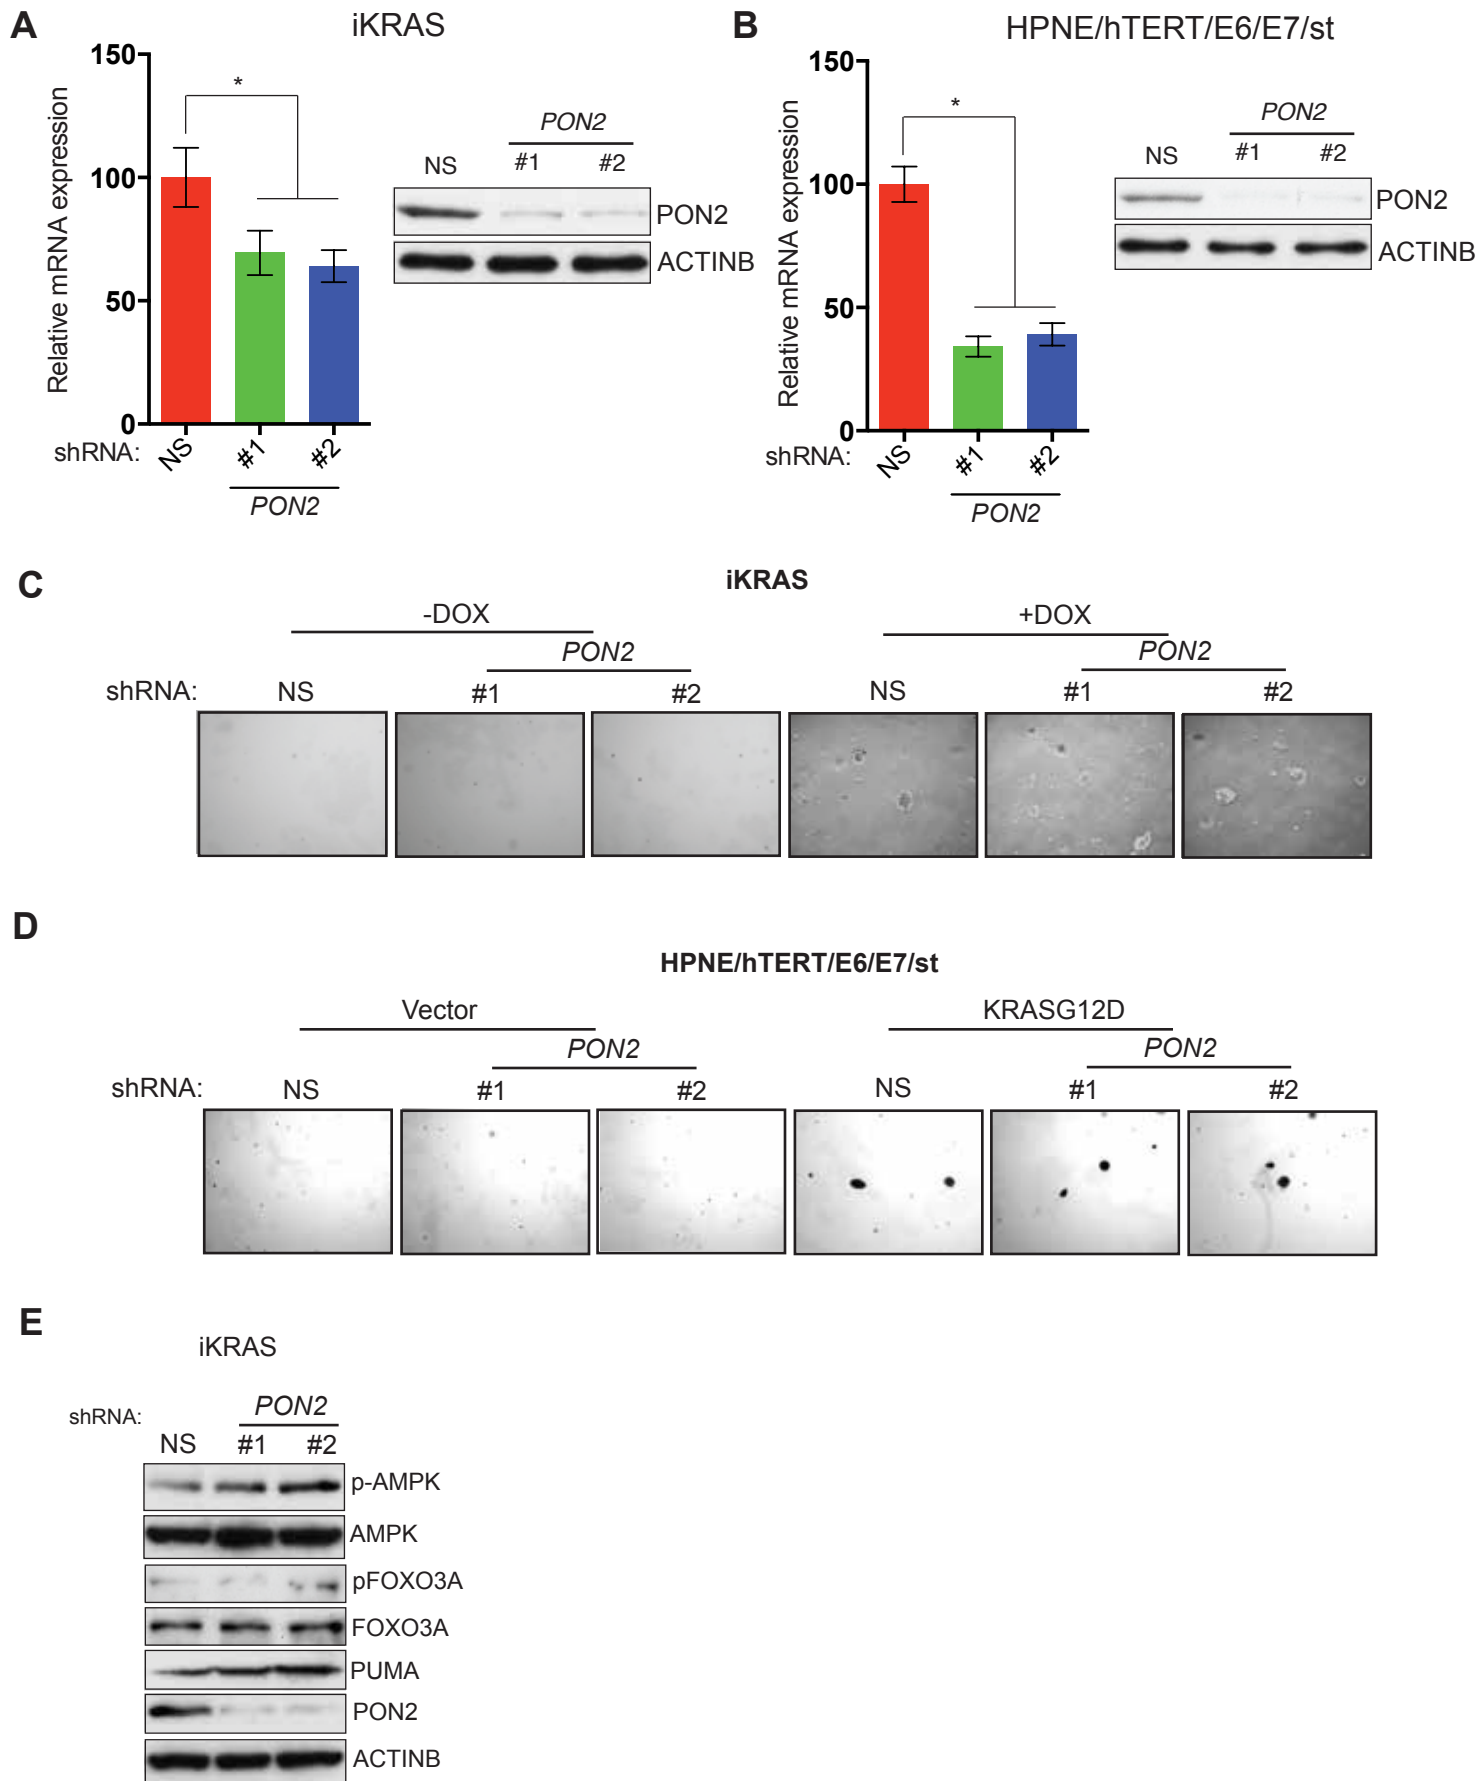 A
iKRAS
150
100
50
0
Relative mRNA expression
*
shRNA:
NS
#1
#2
PON2
PON2
NS
#1
#2
PON2
ACTINB
B
HPNE/hTERT/E6/E7/st
150
100
50
0
Relative mRNA expression
*
shRNA:
NS
#1
#2
PON2
PON2
NS
#1
#2
PON2
ACTINB
C
iKRAS
-DOX
+DOX
PON2
PON2
shRNA:
NS
#1
#2
NS
#1
#2
D
HPNE/hTERT/E6/E7/st
Vector
KRASG12D
PON2
PON2
shRNA:
NS
#1
#2
NS
#1
#2
E
iKRAS
shRNA:
PON2
NS
#1
#2
p-AMPK
AMPK
pFOXO3A
FOXO3A
PUMA
PON2
ACTINB